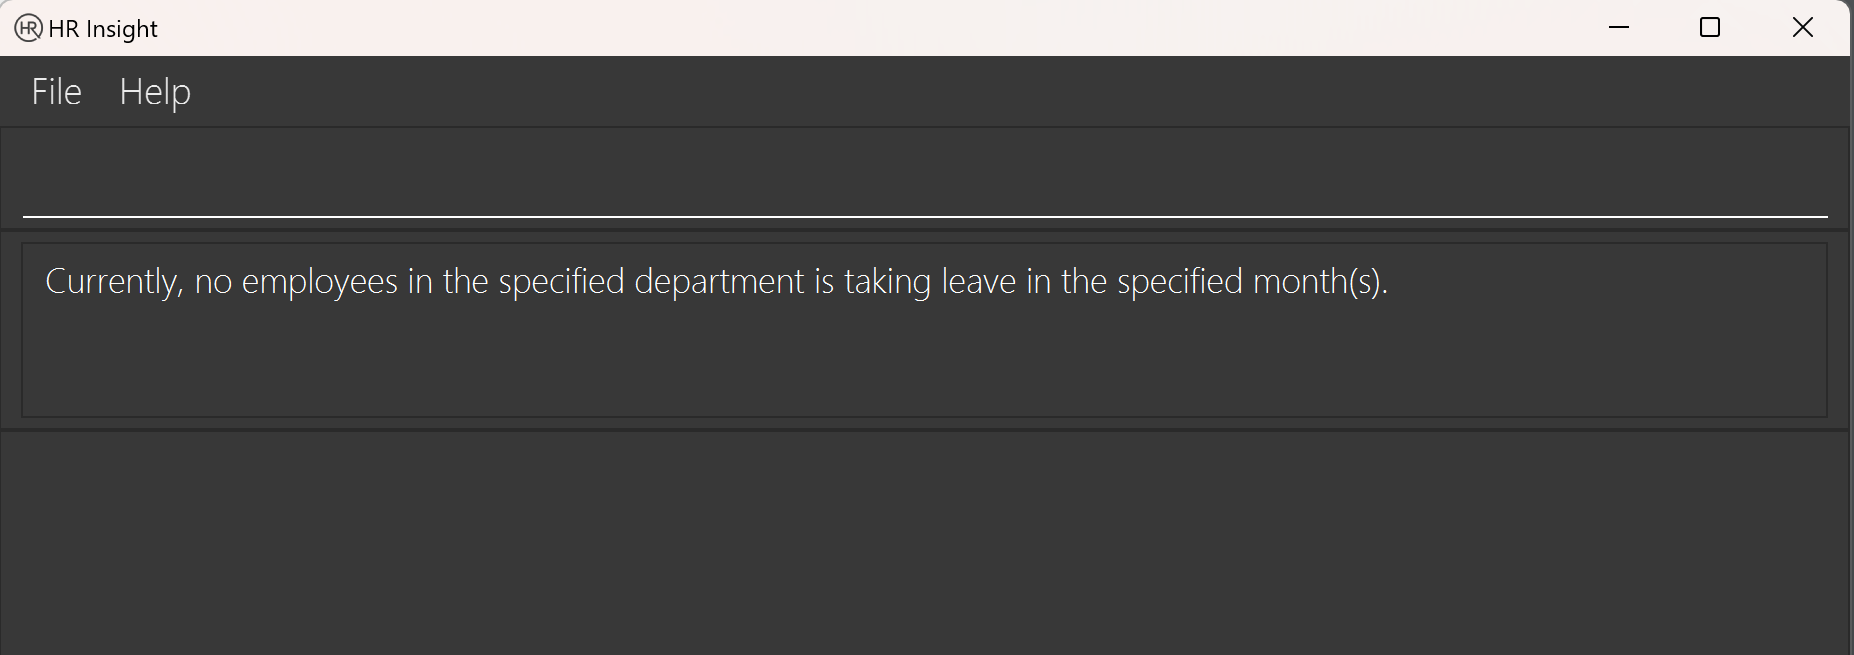 HR HR Insight
File Help
Currently, no employees in the specified department is taking leave in the specified month(s).